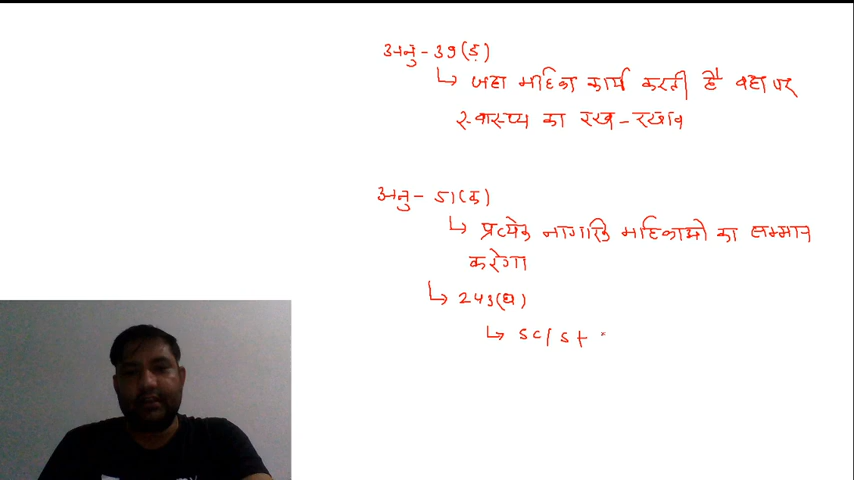 अनु - 39 (ड़)
↳ जहा महिला कार्य करती है वहा पर
स्वास्थ्य का रख - रखाव
अनु - 51 (क)
↳ प्रत्येक नागरिक महिलाओ का सम्मान
करेगा
↳ 243 (घ)
↳ SC / St